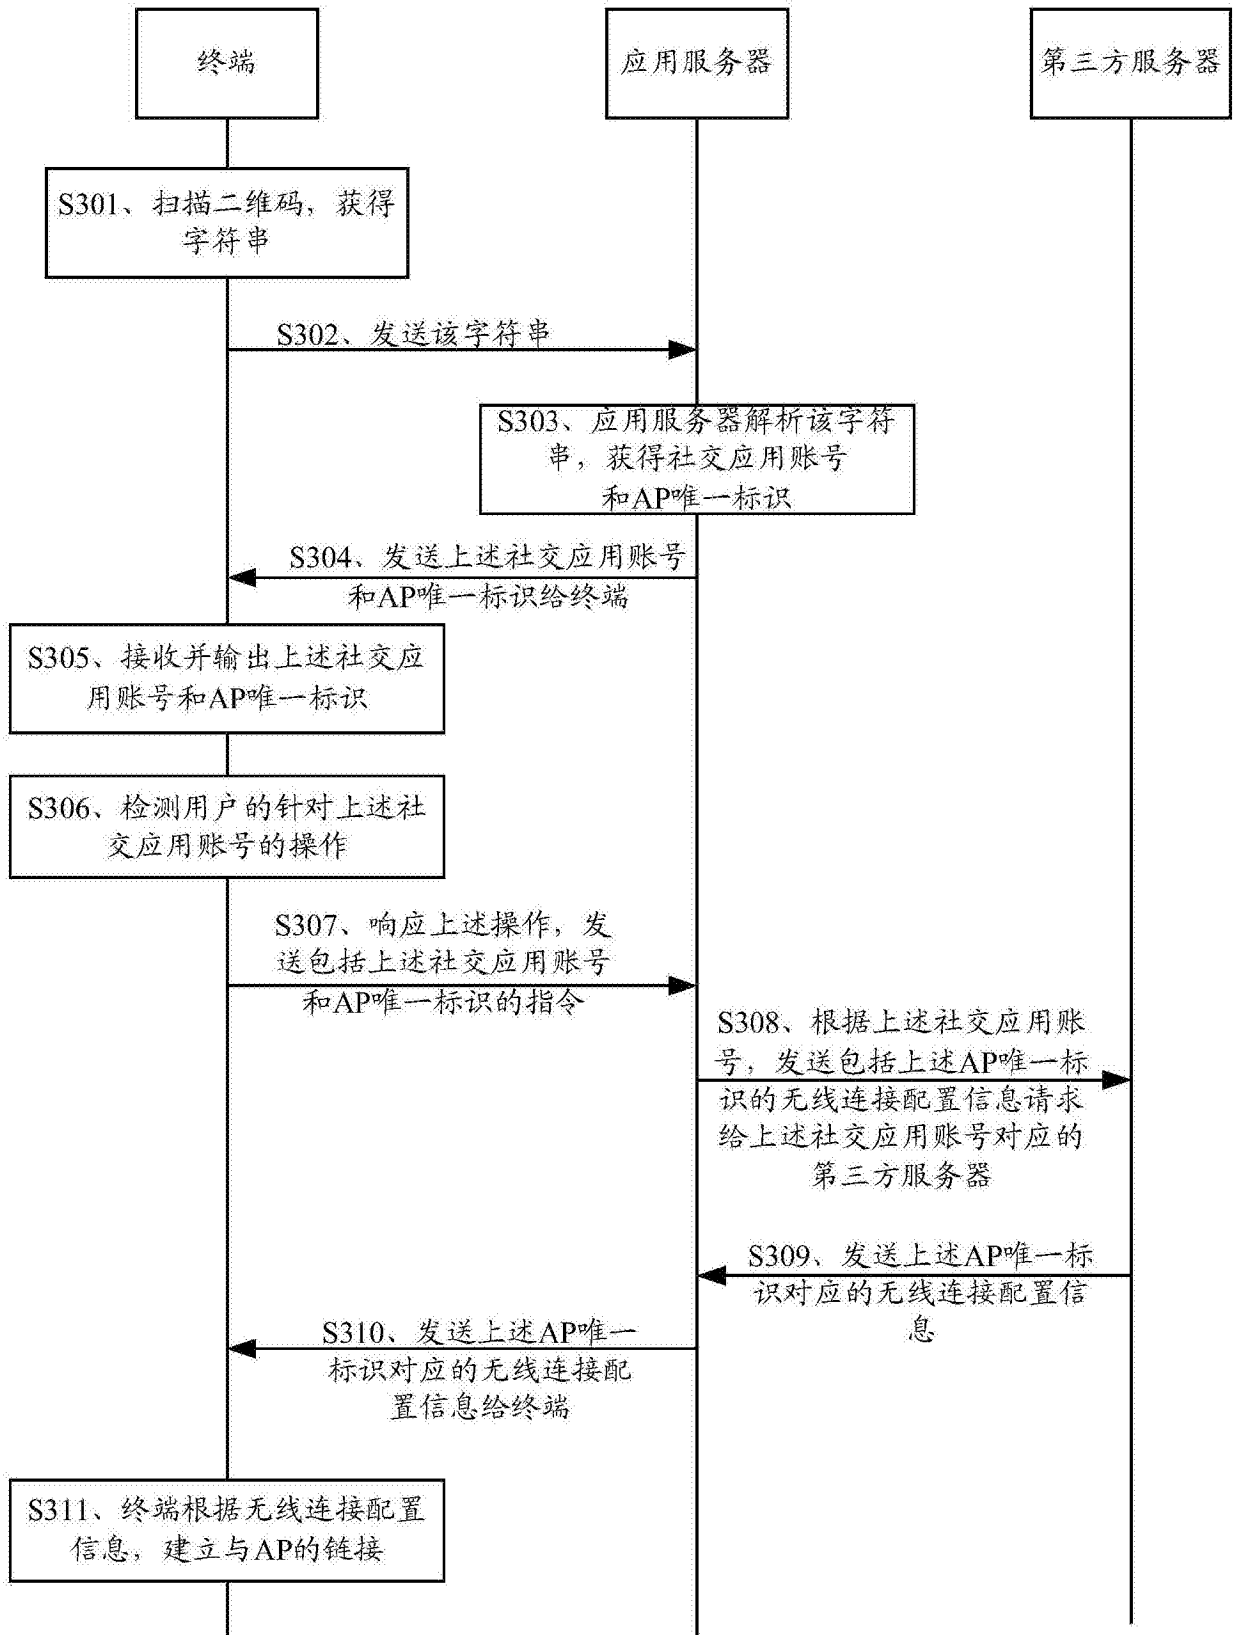 终端
应用服务器
第三方服务器
S301、扫描二维码，获得
字符串
S302、发送该字符串
S303、应用服务器解析该字符
串，获得社交应用账号
和AP唯一标识
S304、发送上述社交应用账号
和AP唯一标识给终端
S305、接收并输出上述社交应
用账号和AP唯一标识
S306、检测用户的针对上述社
交应用账号的操作
S307、响应上述操作，发
送包括上述社交应用账号
和AP唯一标识的指令
S308、根据上述社交应用账
号，发送包括上述AP唯一标
识的无线连接配置信息请求
给上述社交应用账号对应的
第三方服务器
S309、发送上述AP唯一标
识对应的无线连接配置信
息
S310、发送上述AP唯一
标识对应的无线连接配
置信息给终端
S311、终端根据无线连接配置
信息，建立与AP的链接